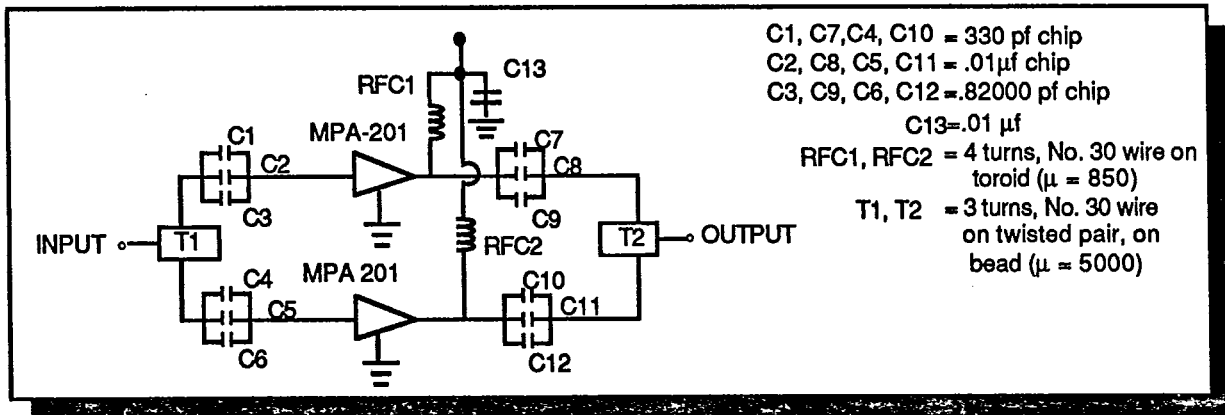 C1
C2
C3
MPA-201
RFC1
C13
C7
C8
C9
INPUT
T1
T2
OUTPUT
RFC2
C4
C5
C6
MPA 201
C10
C11
C12
C1, C7,C4, C10 = 330 pf chip
C2, C8, C5, C11 = .01µf chip
C3, C9, C6, C12 =.82000 pf chip
C13=.01 µf
RFC1, RFC2 = 4 turns, No. 30 wire on
toroid (µ = 850)
T1, T2 = 3 turns, No. 30 wire
on twisted pair, on
bead (µ = 5000)